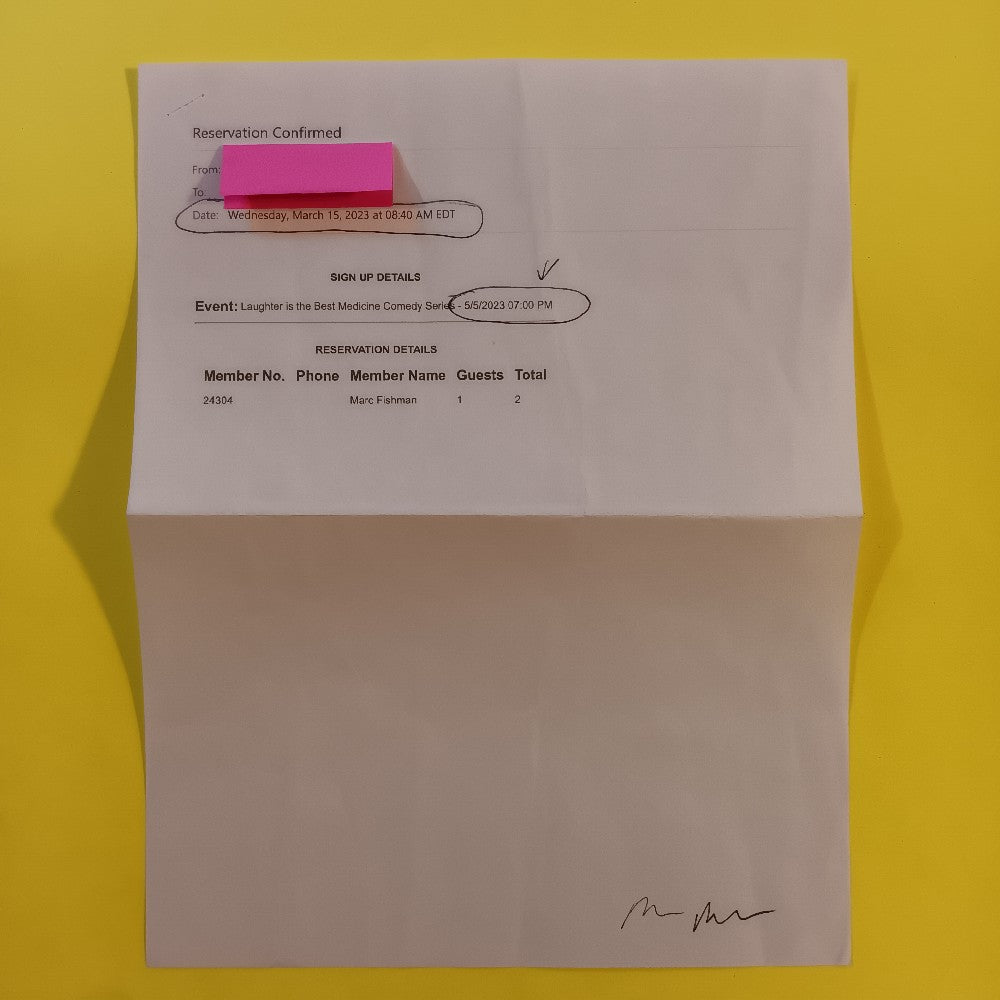 Reservation Confirmed
From:
To
Date: Wednesday, March 15, 2023 at 08:40 AM EDT
SIGN UP DETAILS
Event: Laughter is the Best Medicine Comedy Series - 5/5/2023 07:00 PM
RESERVATION DETAILS
Member No. Phone Member Name Guests Total
24304 Marc Fishman 1 2